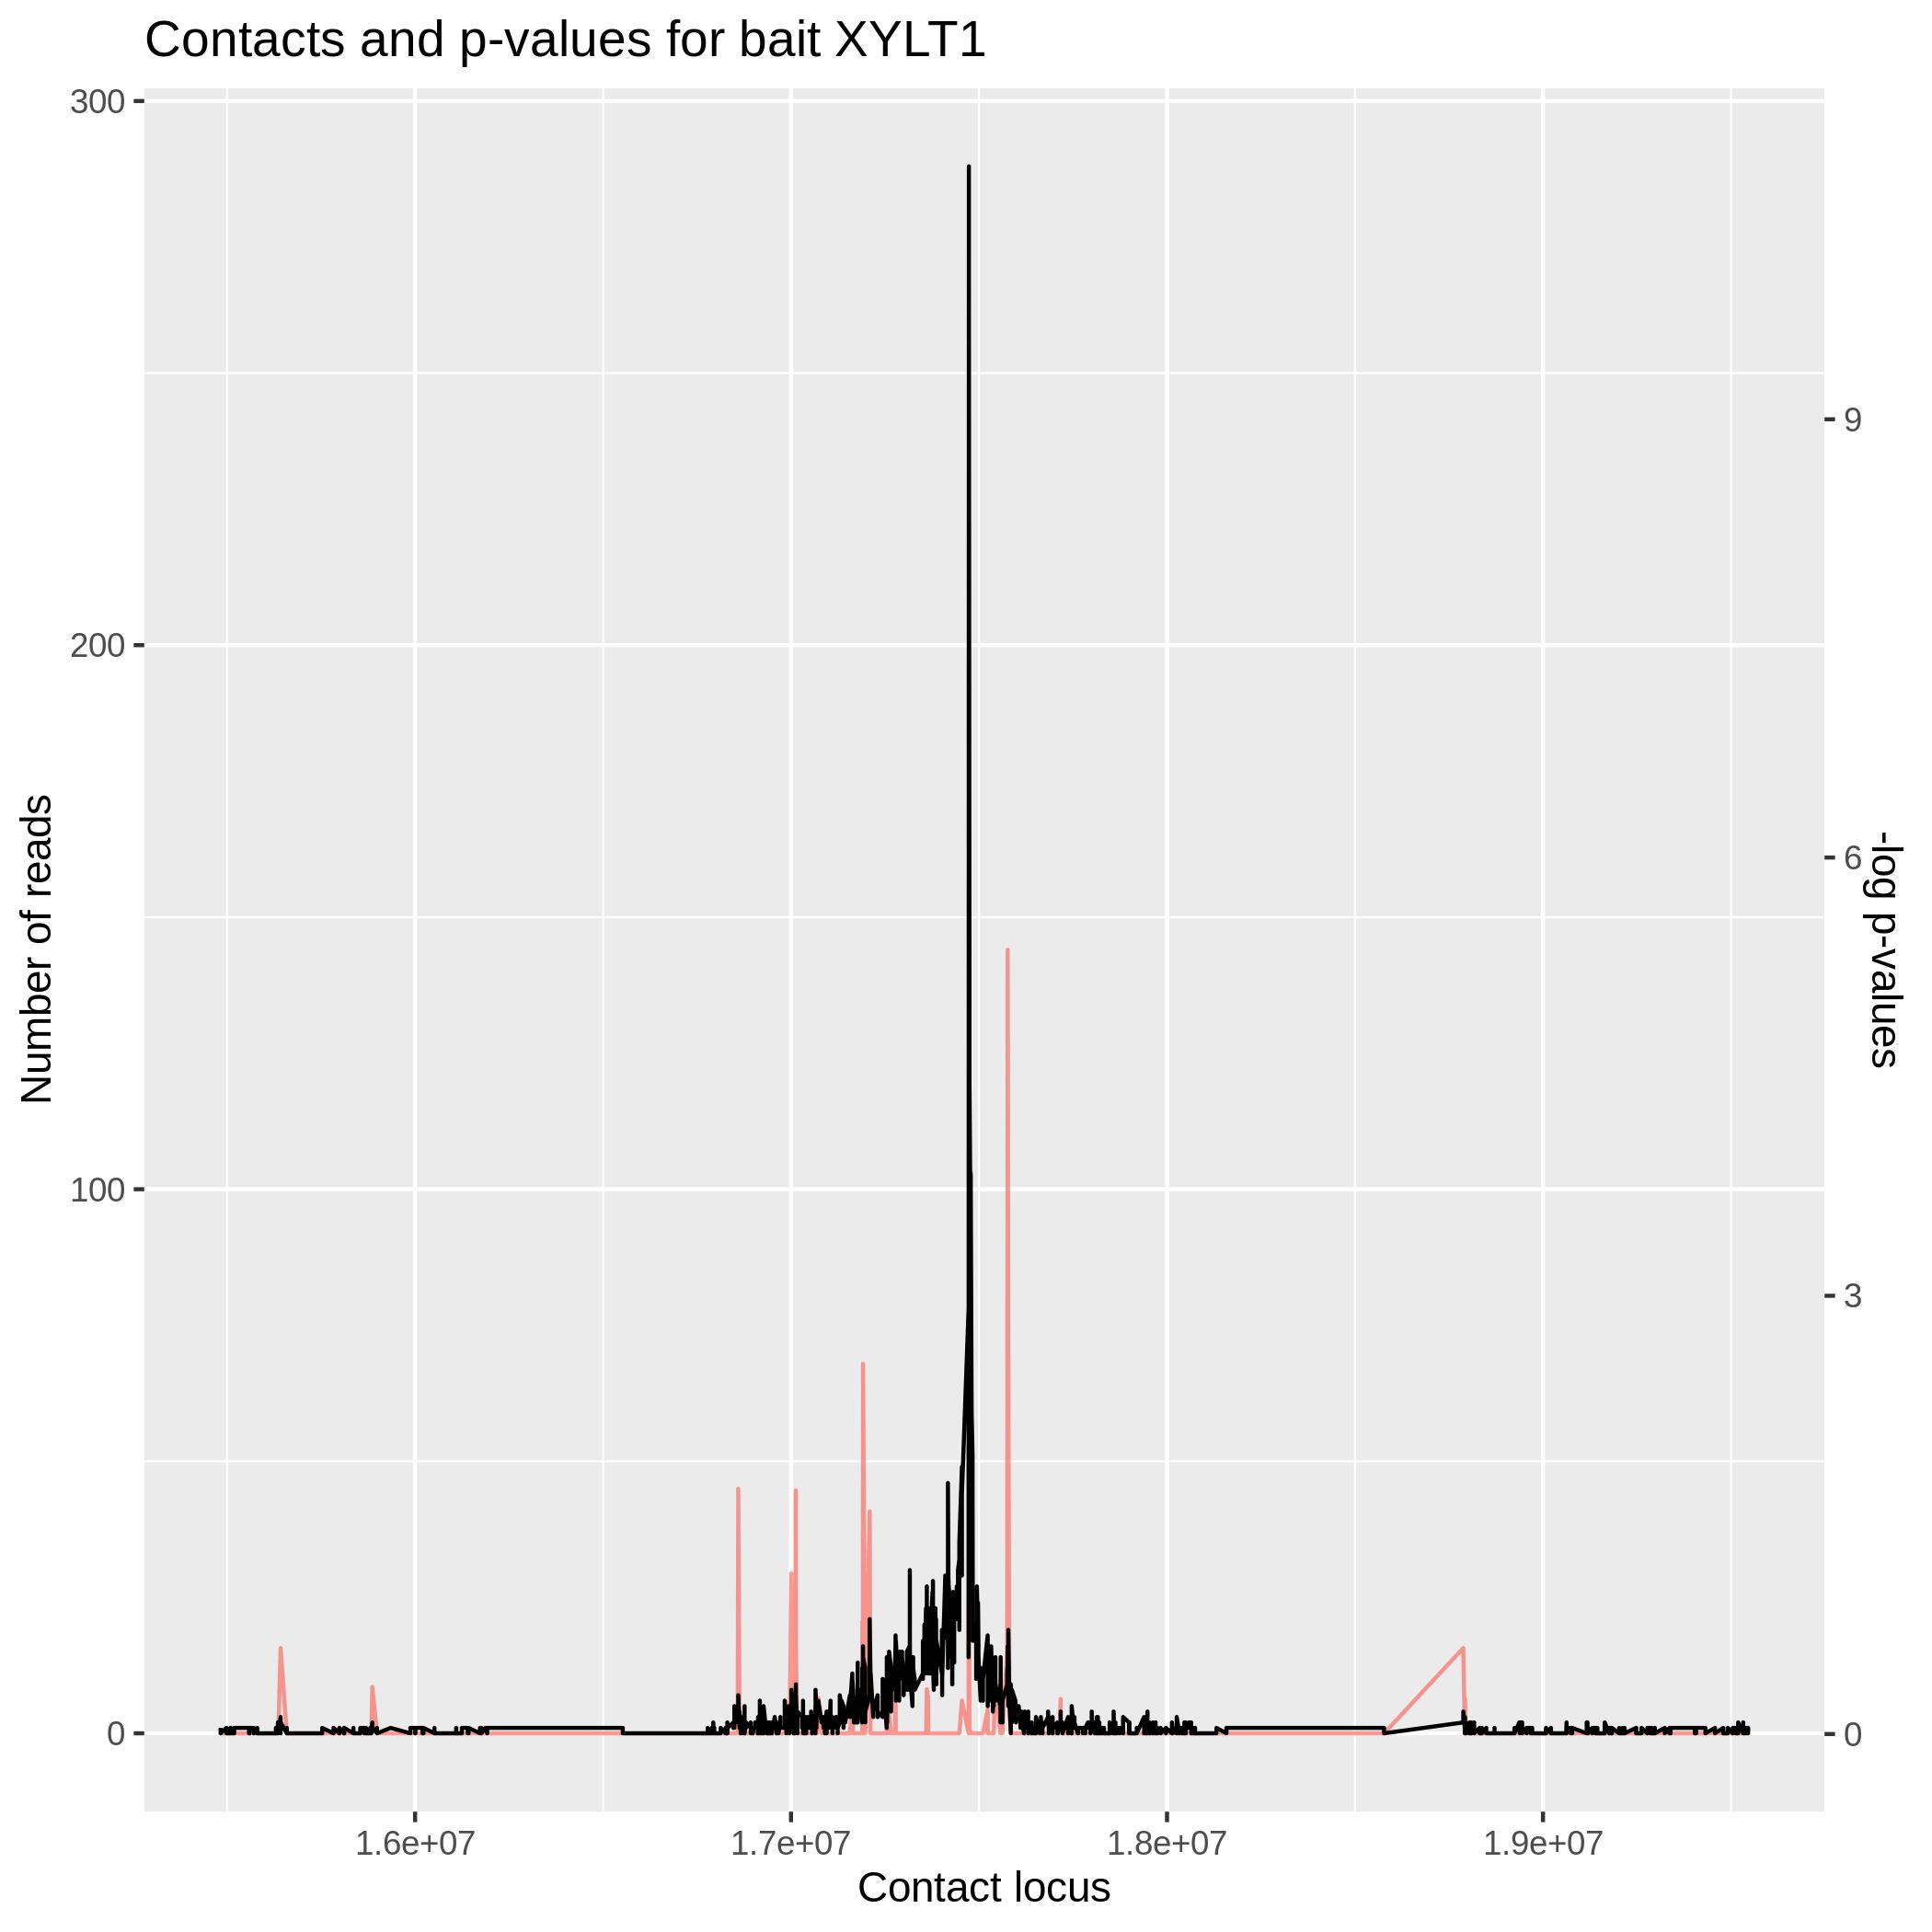 Contacts and p-values for bait XYLT1
300
200
100
0
Number of reads
9
6
3
0
-log p-values
1.6e+07
1.7e+07
1.8e+07
1.9e+07
Contact locus